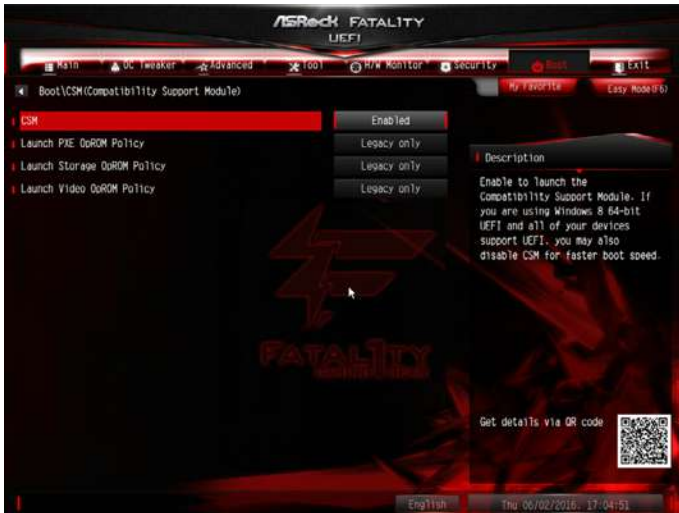 ASRock FATAL1TY
UEFI
Main OC Tweaker Advanced Tool H/W Monitor Security Boot Exit
Boot\CSM(Compatibility Support Module)
My Favorite Easy Mode(F6)
CSM Enabled
Launch PXE OpROM Policy Legacy only
Launch Storage OpROM Policy Legacy only
Launch Video OpROM Policy Legacy only
Description
Enable to launch the
Compatibility Support Module. If
you are using Windows 8 64-bit
UEFI and all of your devices
support UEFI, you may also
disable CSM for faster boot speed.
FATAL1TY
Get details via QR code
English Thu 06/02/2016. 17:04:51